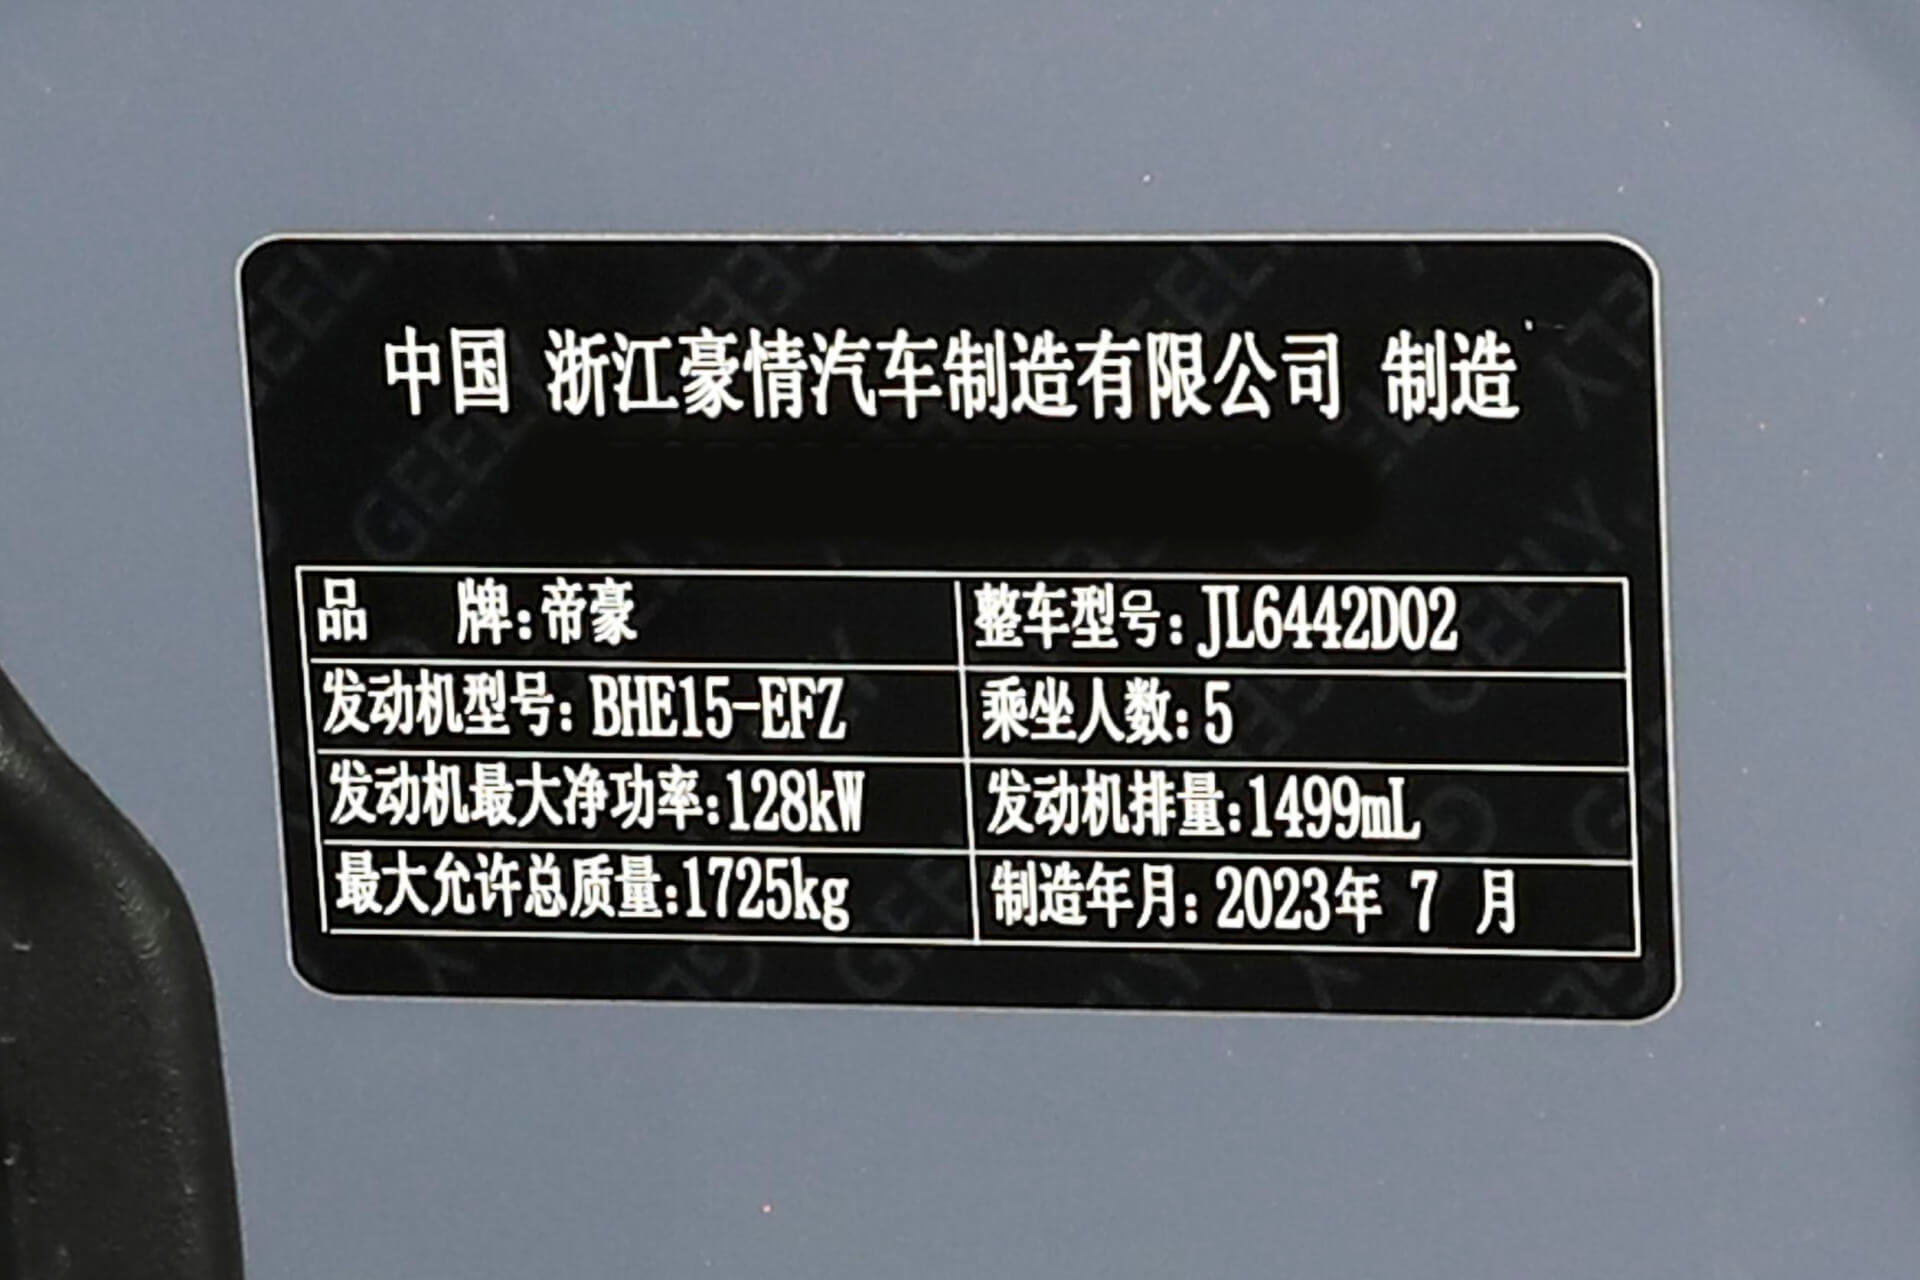 中国 浙江豪情汽车制造有限公司 制造
品 牌:帝豪 整车型号:JL6442D02
发动机型号:BHE15-EFZ 乘坐人数:5
发动机最大净功率:128kW 发动机排量:1499mL
最大允许总质量:1725kg 制造年月:2023年 7 月
GEELY